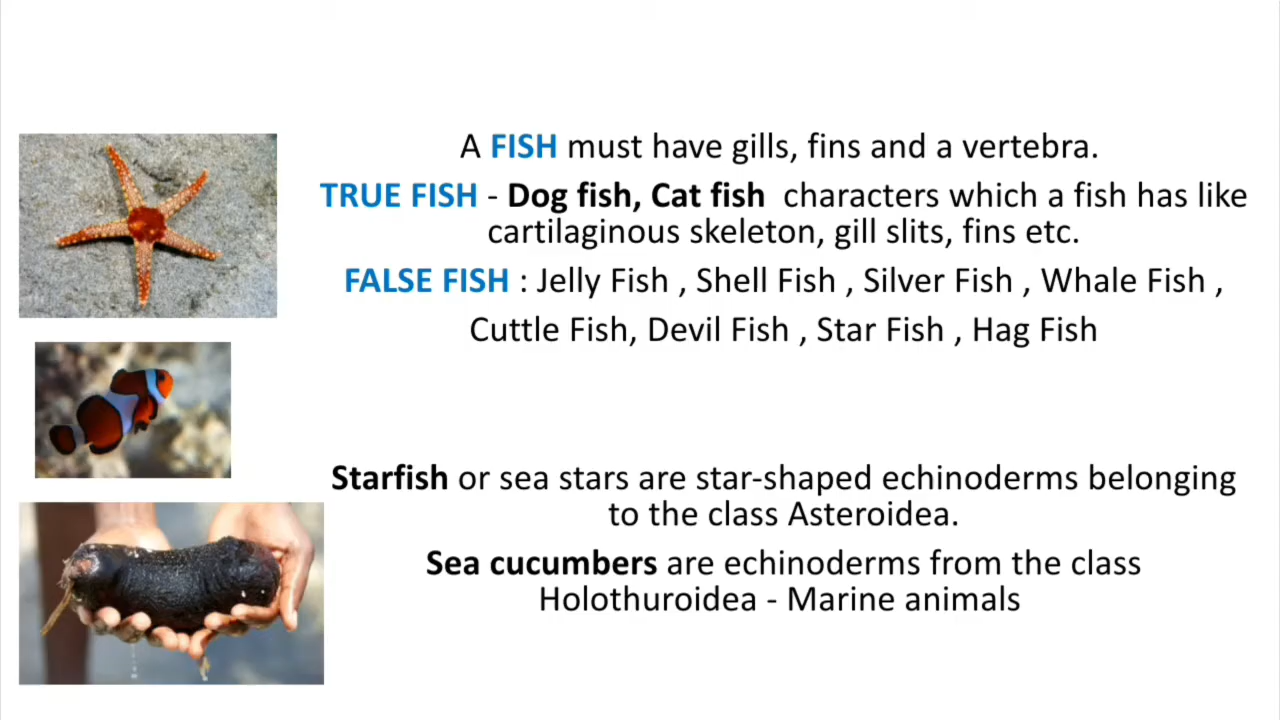 A FISH must have gills, fins and a vertebra.
TRUE FISH - Dog fish, Cat fish  characters which a fish has like
cartilaginous skeleton, gill slits, fins etc.
FALSE FISH : Jelly Fish , Shell Fish , Silver Fish , Whale Fish ,
Cuttle Fish, Devil Fish , Star Fish , Hag Fish
Starfish or sea stars are star-shaped echinoderms belonging
to the class Asteroidea.
Sea cucumbers are echinoderms from the class
Holothuroidea - Marine animals